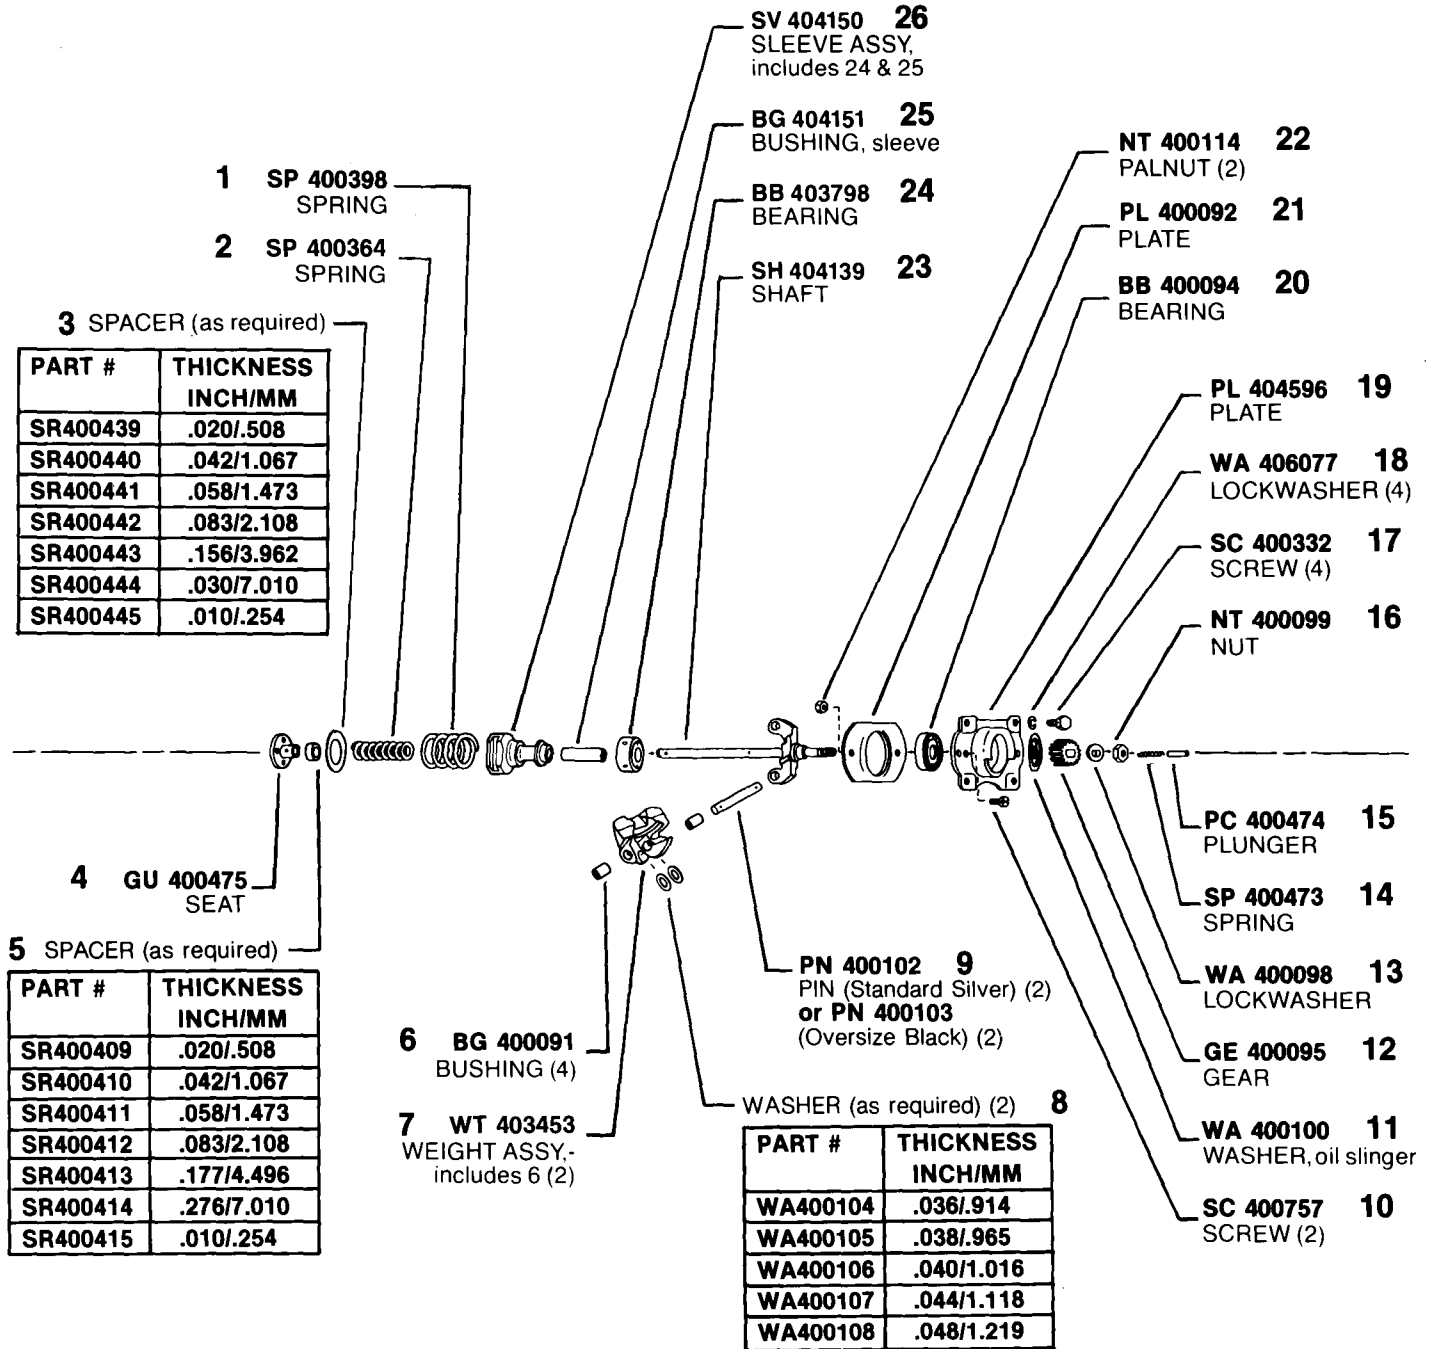 SV 404150 26
SLEEVE ASSY,
includes 24 & 25
BG 404151 25
BUSHING, sleeve
BB 403798 24
BEARING
SH 404139 23
SHAFT
NT 400114 22
PALNUT (2)
PL 400092 21
PLATE
BB 400094 20
BEARING
PL 404596 19
PLATE
WA 406077 18
LOCKWASHER (4)
SC 400332 17
SCREW (4)
NT 400099 16
NUT
1 SP 400398
SPRING
2 SP 400364
SPRING
3 SPACER (as required)
PART # THICKNESS
INCH/MM
SR400439 .020/.508
SR400440 .042/1.067
SR400441 .058/1.473
SR400442 .083/2.108
SR400443 .156/3.962
SR400444 .030/7.010
SR400445 .010/.254
4 GU 400475
SEAT
5 SPACER (as required)
PART # THICKNESS
INCH/MM
SR400409 .020/.508
SR400410 .042/1.067
SR400411 .058/1.473
SR400412 .083/2.108
SR400413 .177/4.496
SR400414 .276/7.010
SR400415 .010/.254
6 BG 400091
BUSHING (4)
7 WT 403453
WEIGHT ASSY,-
includes 6 (2)
PN 400102 9
PIN (Standard Silver) (2)
or PN 400103
(Oversize Black) (2)
WASHER (as required) (2) 8
PART # THICKNESS
INCH/MM
WA400104 .036/.914
WA400105 .038/.965
WA400106 .040/1.016
WA400107 .044/1.118
WA400108 .048/1.219
PC 400474 15
PLUNGER
SP 400473 14
SPRING
WA 400098 13
LOCKWASHER
GE 400095 12
GEAR
WA 400100 11
WASHER, oil slinger
SC 400757 10
SCREW (2)